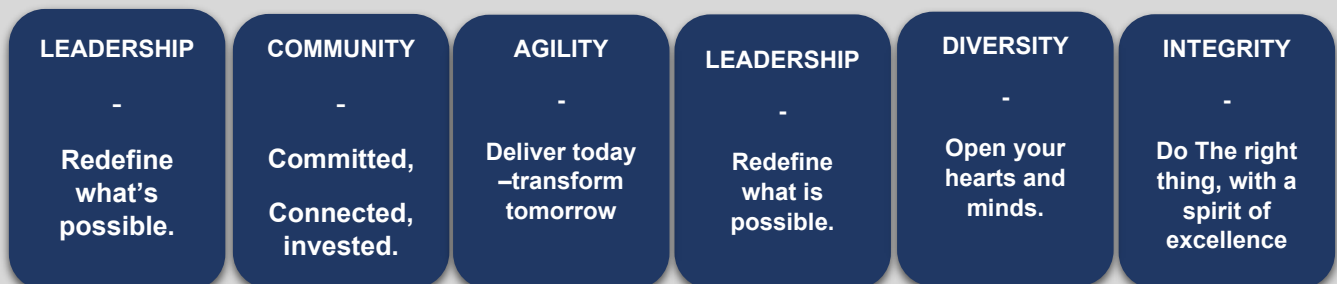 LEADERSHIP
-
Redefine
what's
possible.
COMMUNITY
-
Committed,
Connected,
invested.
AGILITY
-
Deliver today
–transform
tomorrow
LEADERSHIP
-
Redefine
what is
possible.
DIVERSITY
-
Open your
hearts and
minds.
INTEGRITY
-
Do The right
thing, with a
spirit of
excellence